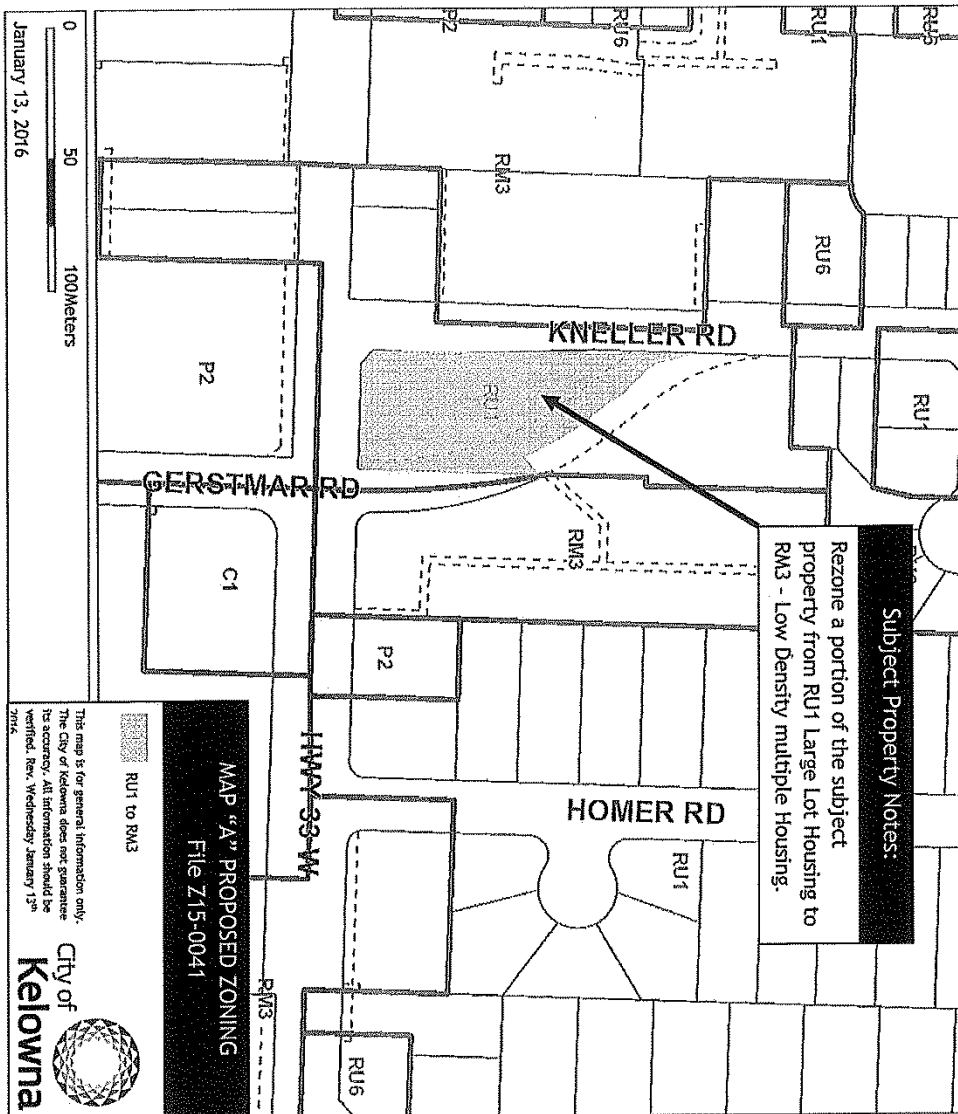 Subject Property Notes:
Rezone a portion of the subject
property from RU1 Large Lot Housing to
RM3 - Low Density multiple Housing.
RU5
RU1
RU6
P2
RM3
RU6
RU1
KNELLER RD
RU1
P2
GERSTMAR RD
RM3
C1
P2
HWY 33 W
HOMER RD
RU1
RM3
RU6
0 50 100Meters
January 13, 2016
MAP "A" PROPOSED ZONING
File Z15-0041
RU1 to RM3
This map is for general information only.
The City of Kelowna does not guarantee
its accuracy. All information should be
verified. Rev. Wednesday January 13th
2016
City of
Kelowna